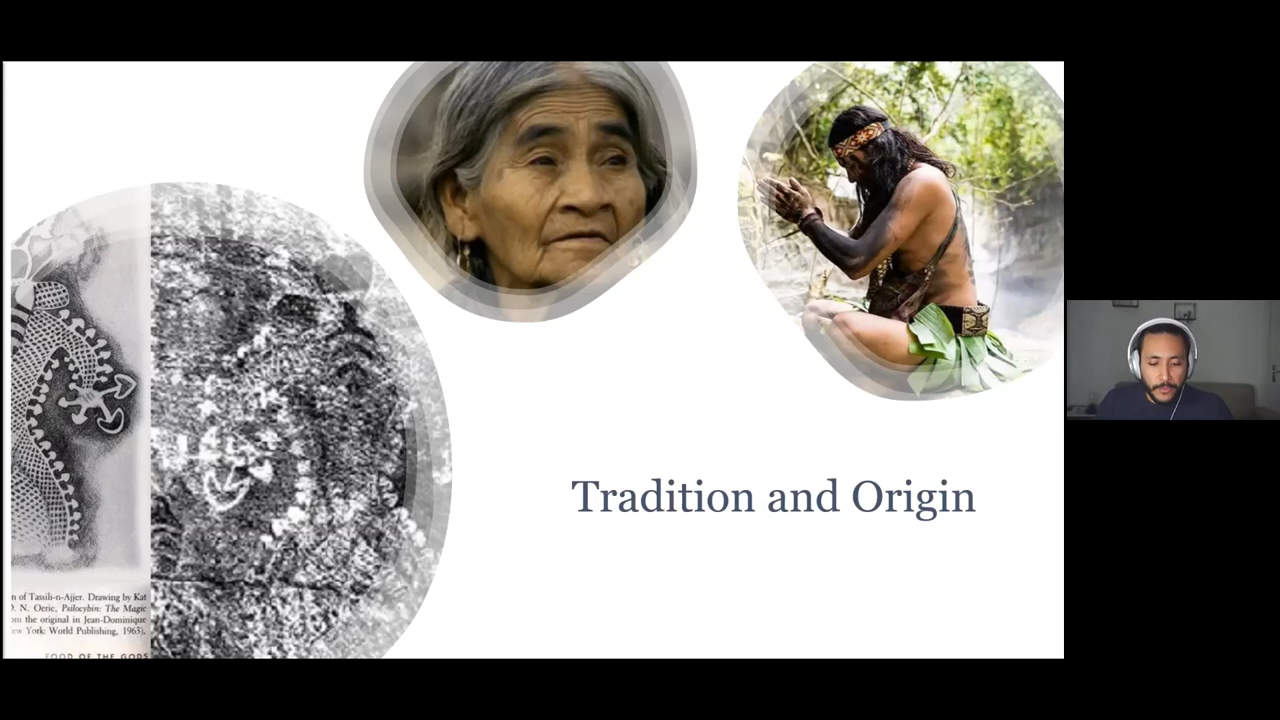 Tradition and Origin
n of Tassili-n-Ajjer. Drawing by Kat
. N. Oeric, Psilocybin: The Magic
om the original in Jean-Dominique
ew York: World Publishing, 1963),
FOOD OF THE GODS